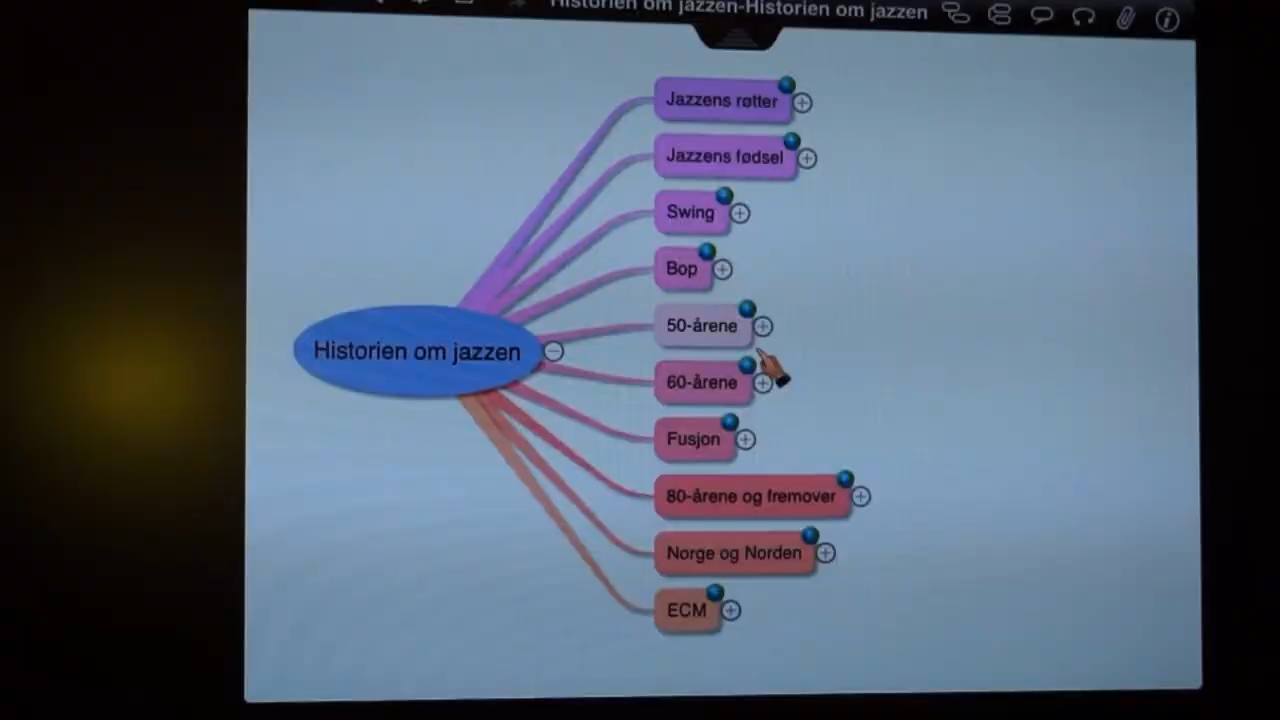 Historien om jazzen-Historien om jazzen
Jazzens røtter
Jazzens fødsel
Swing
Bop
50-årene
Historien om jazzen
60-årene
Fusjon
80-årene og fremover
Norge og Norden
ECM